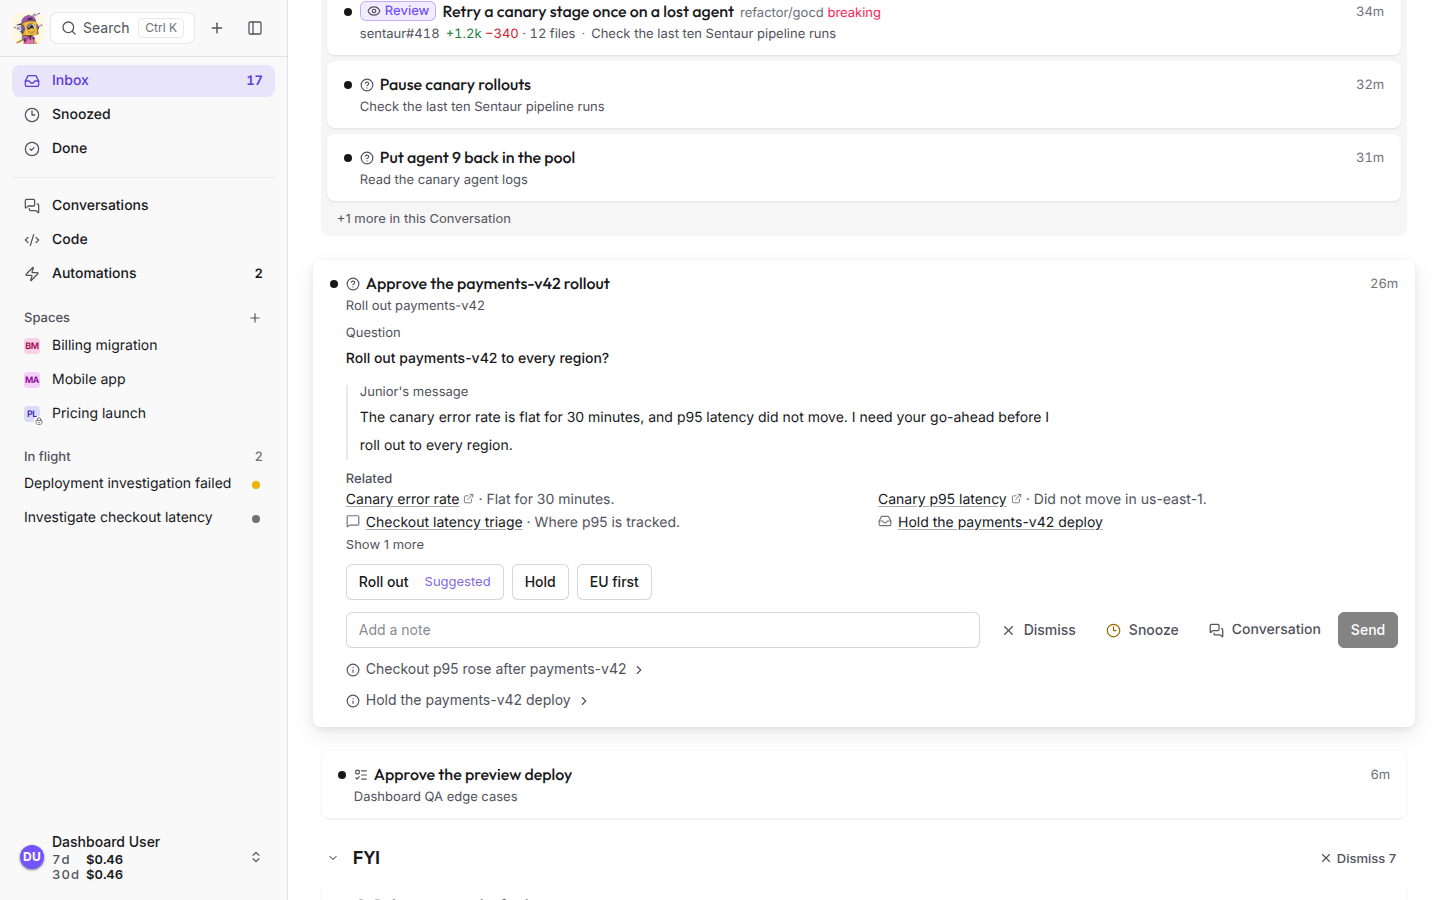 Search Ctrl K
Inbox 17
Snoozed
Done
Conversations
Code
Automations 2
Spaces
BM Billing migration
MA Mobile app
PL Pricing launch
In flight 2
Deployment investigation failed
Investigate checkout latency
DU Dashboard User
7d $0.46
30d $0.46
Review Retry a canary stage once on a lost agent refactor/gocd breaking 34m
sentaur#418 +1.2k −340 · 12 files · Check the last ten Sentaur pipeline runs
Pause canary rollouts 32m
Check the last ten Sentaur pipeline runs
Put agent 9 back in the pool 31m
Read the canary agent logs
+1 more in this Conversation
Approve the payments-v42 rollout 26m
Roll out payments-v42
Question
Roll out payments-v42 to every region?
Junior's message
The canary error rate is flat for 30 minutes, and p95 latency did not move. I need your go-ahead before I
roll out to every region.
Related
Canary error rate · Flat for 30 minutes. Canary p95 latency · Did not move in us-east-1.
Checkout latency triage · Where p95 is tracked. Hold the payments-v42 deploy
Show 1 more
Roll out Suggested Hold EU first
Add a note Dismiss Snooze Conversation Send
Checkout p95 rose after payments-v42
Hold the payments-v42 deploy
Approve the preview deploy 6m
Dashboard QA edge cases
FYI Dismiss 7